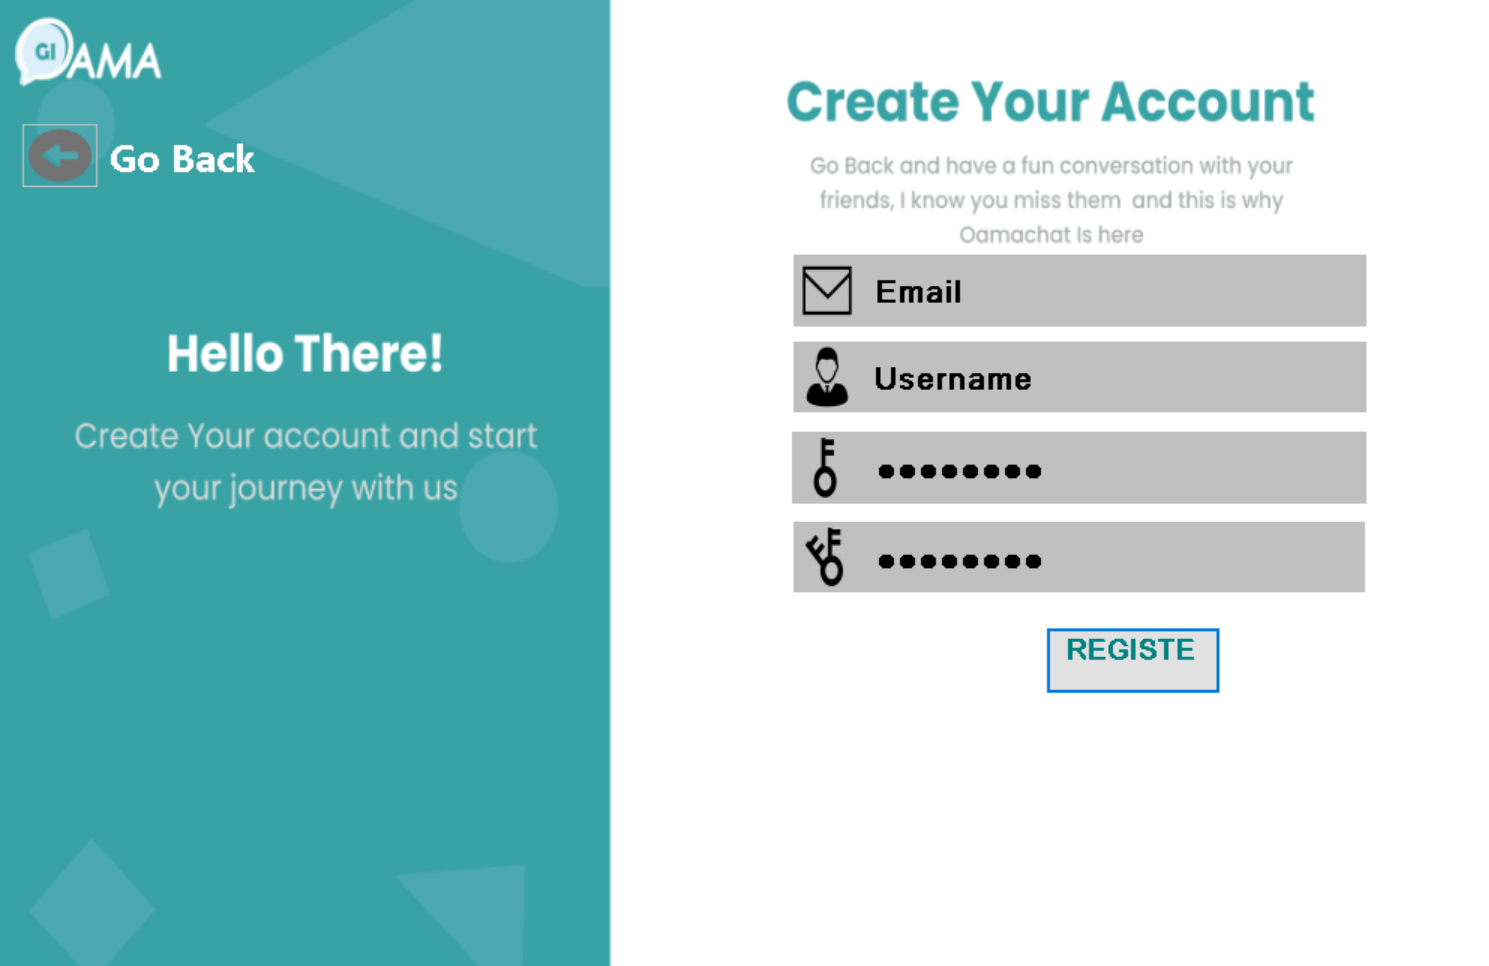 GI
AMA
Go Back
Hello There!
Create Your account and start
your journey with us
Create Your Account
Go Back and have a fun conversation with your
friends, I know you miss them and this is why
Oamachat Is here
Email
Username
●●●●●●●●
●●●●●●●●
REGISTE